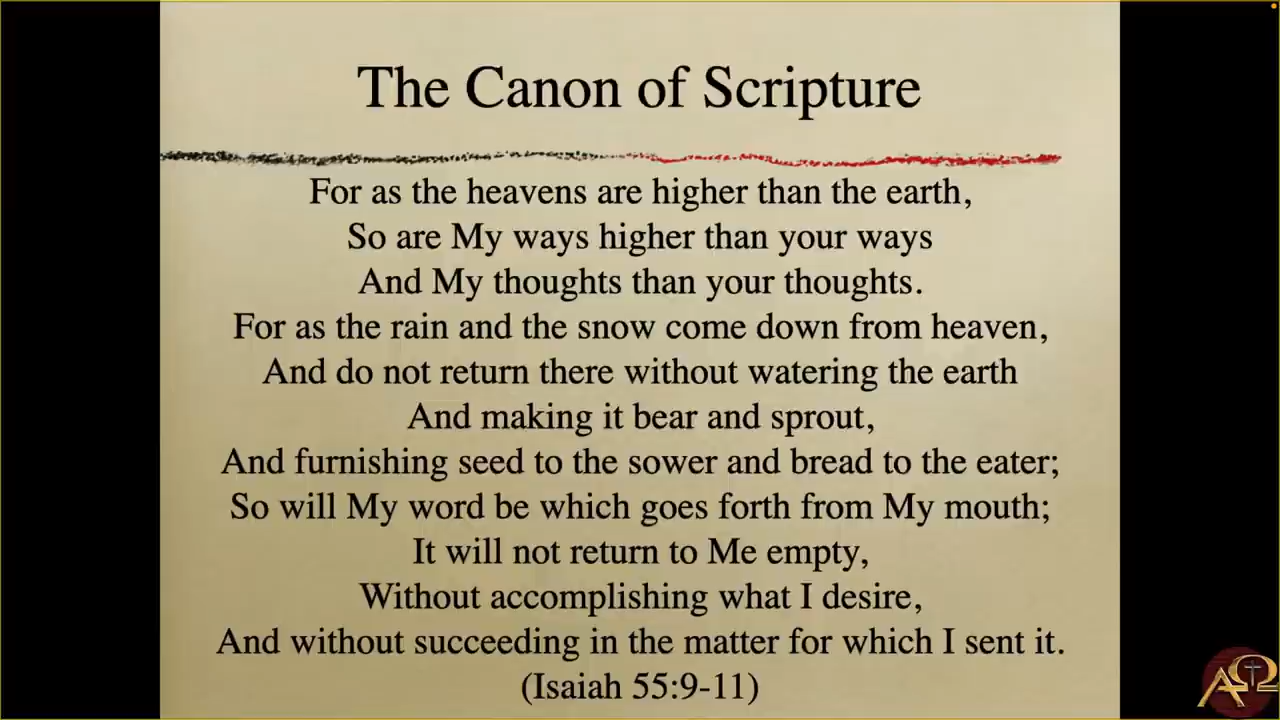 The Canon of Scripture
For as the heavens are higher than the earth,
So are My ways higher than your ways
And My thoughts than your thoughts.
For as the rain and the snow come down from heaven,
And do not return there without watering the earth
And making it bear and sprout,
And furnishing seed to the sower and bread to the eater;
So will My word be which goes forth from My mouth;
It will not return to Me empty,
Without accomplishing what I desire,
And without succeeding in the matter for which I sent it.
(Isaiah 55:9-11)
ΑΩ